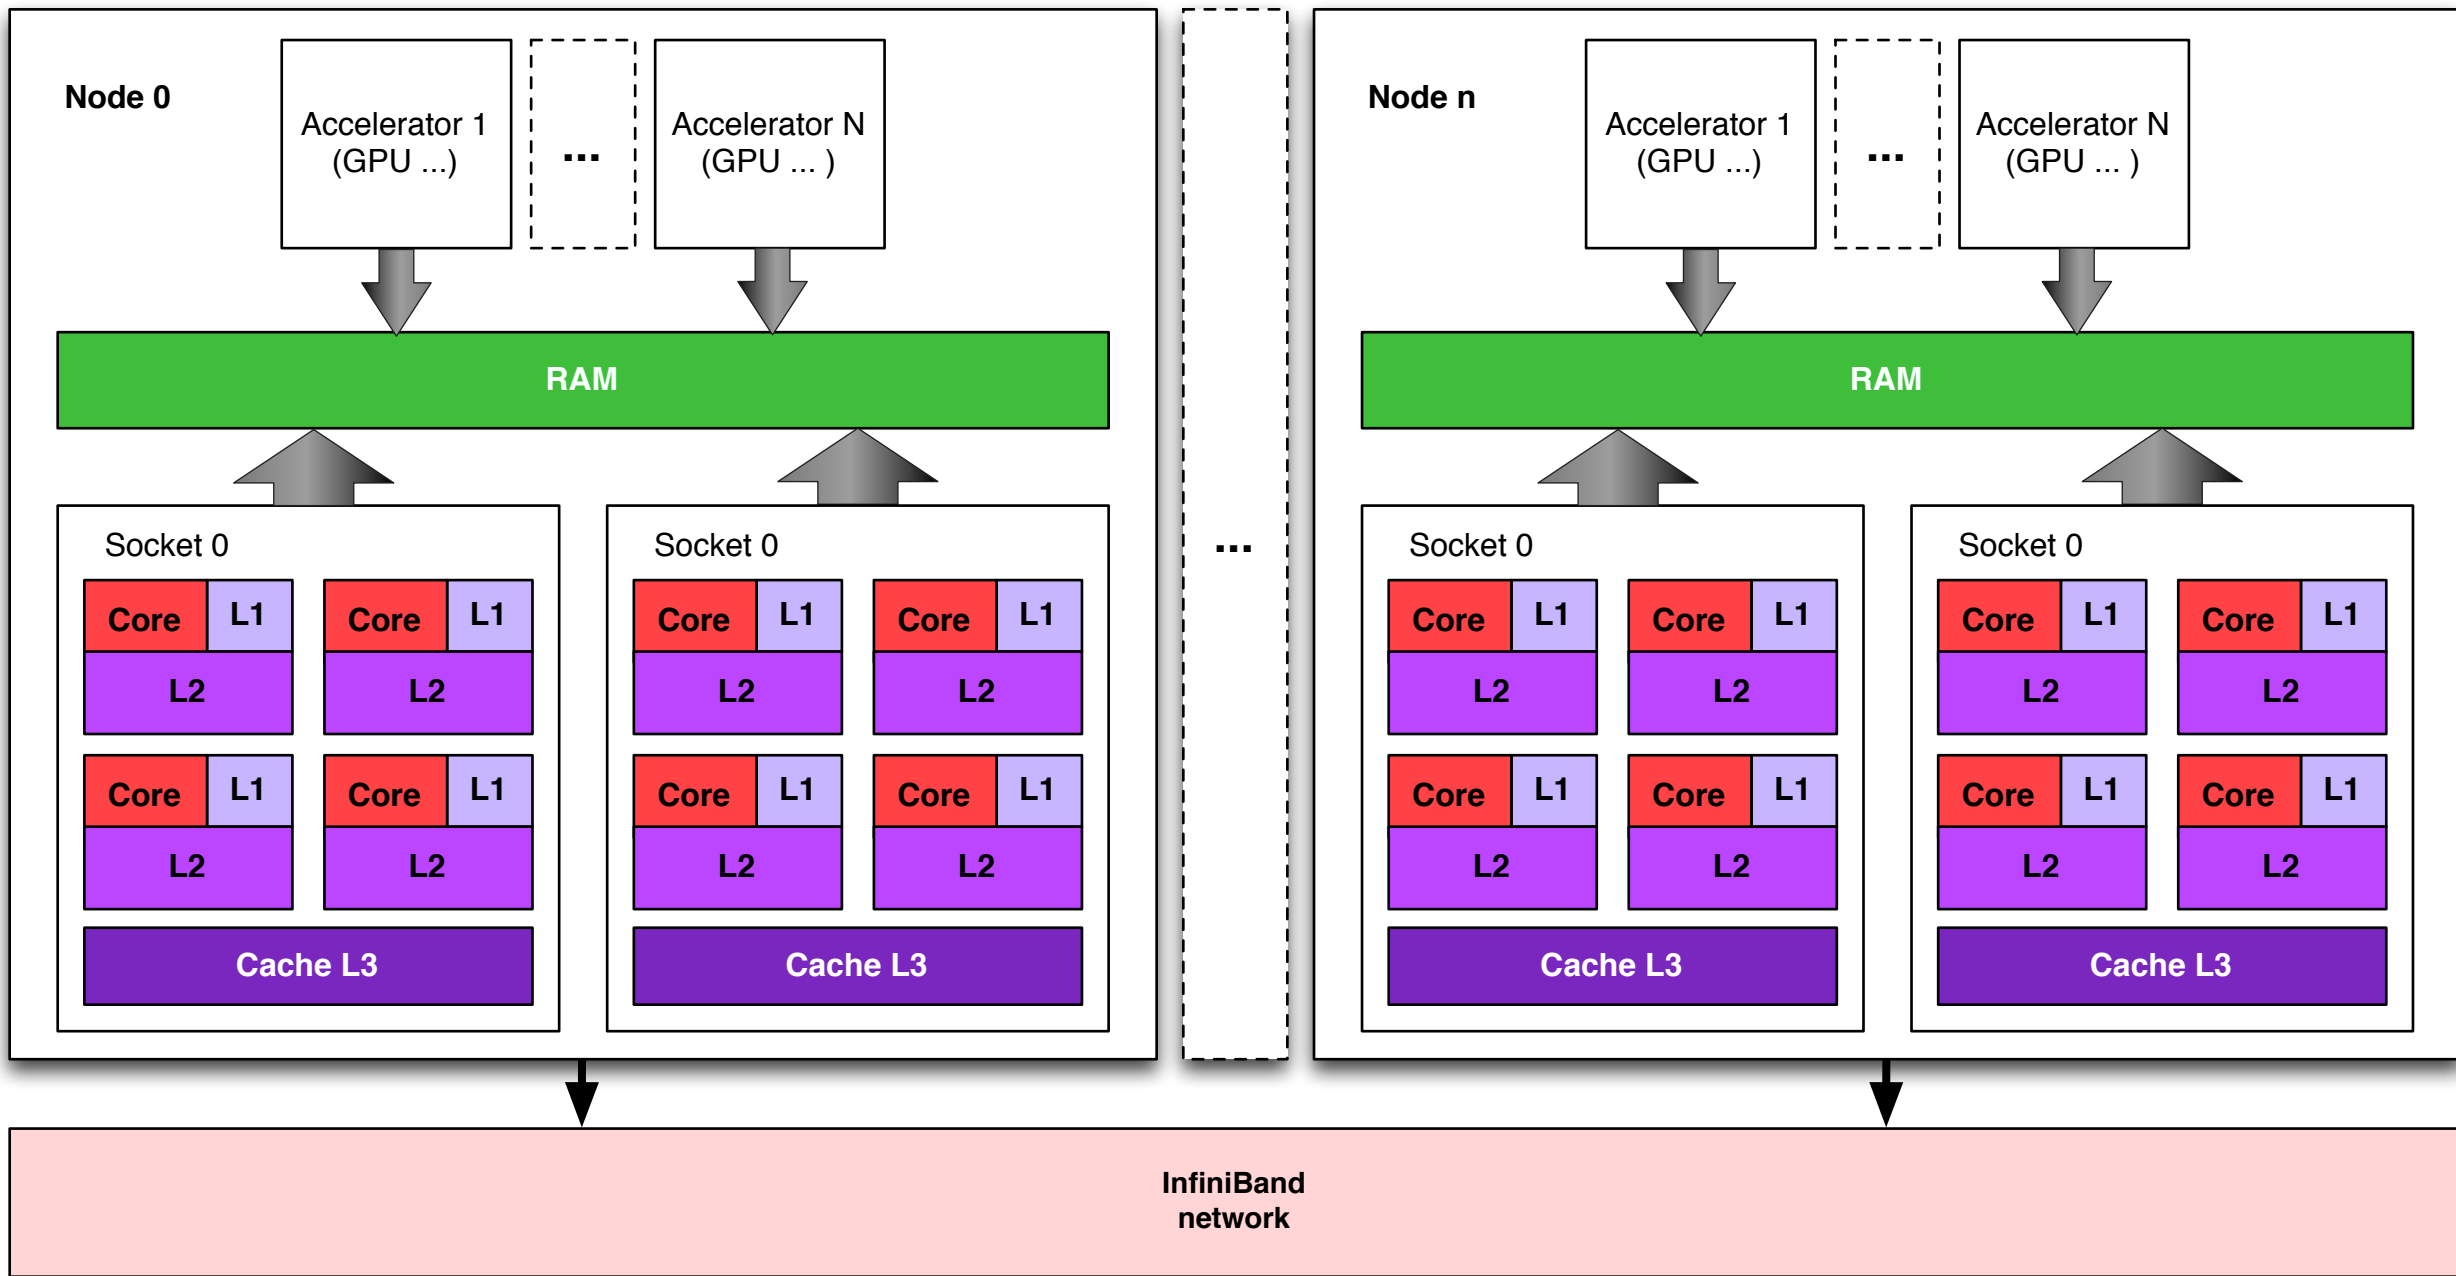 Node 0
Accelerator 1
(GPU ...)
...
Accelerator N
(GPU ... )
RAM
Socket 0
Core L1
L2
Core L1
L2
Core L1
L2
Core L1
L2
Cache L3
Socket 0
Core L1
L2
Core L1
L2
Core L1
L2
Core L1
L2
Cache L3
...
Node n
Accelerator 1
(GPU ...)
...
Accelerator N
(GPU ... )
RAM
Socket 0
Core L1
L2
Core L1
L2
Core L1
L2
Core L1
L2
Cache L3
Socket 0
Core L1
L2
Core L1
L2
Core L1
L2
Core L1
L2
Cache L3
InfiniBand
network